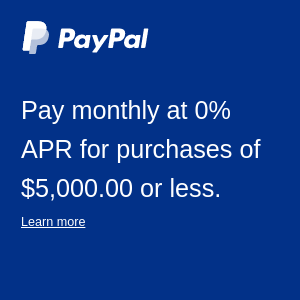 PayPal
Pay monthly at 0%
APR for purchases of
$5,000.00 or less.
Learn more